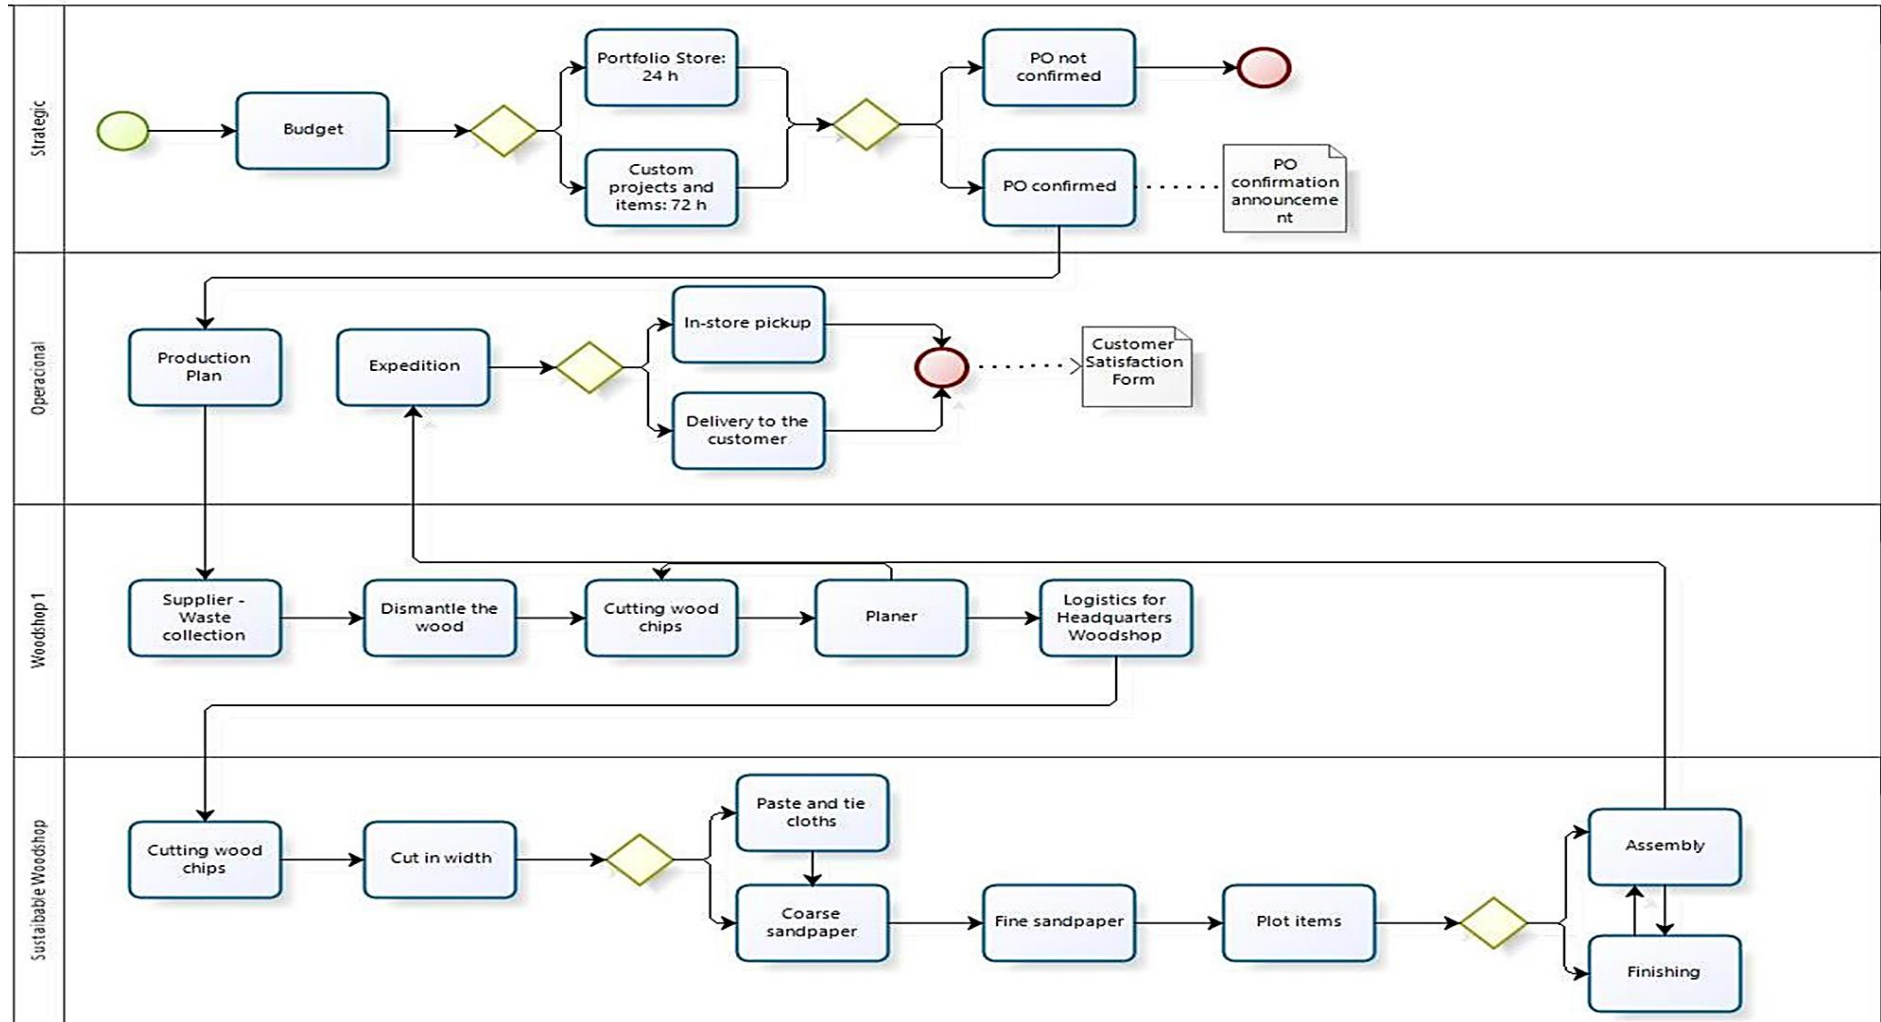 Strategic
Budget
Portfolio Store:
24 h
Custom
projects and
items: 72 h
PO not
confirmed
PO confirmed
PO
confirmation
announceme
nt
Operacional
Production
Plan
Expedition
In-store pickup
Delivery to the
customer
Customer
Satisfaction
Form
Woodshop 1
Supplier -
Waste
collection
Dismantle the
wood
Cutting wood
chips
Planer
Logistics for
Headquarters
Woodshop
Sustaibable Woodshop
Cutting wood
chips
Cut in width
Paste and tie
cloths
Coarse
sandpaper
Fine sandpaper
Plot items
Assembly
Finishing